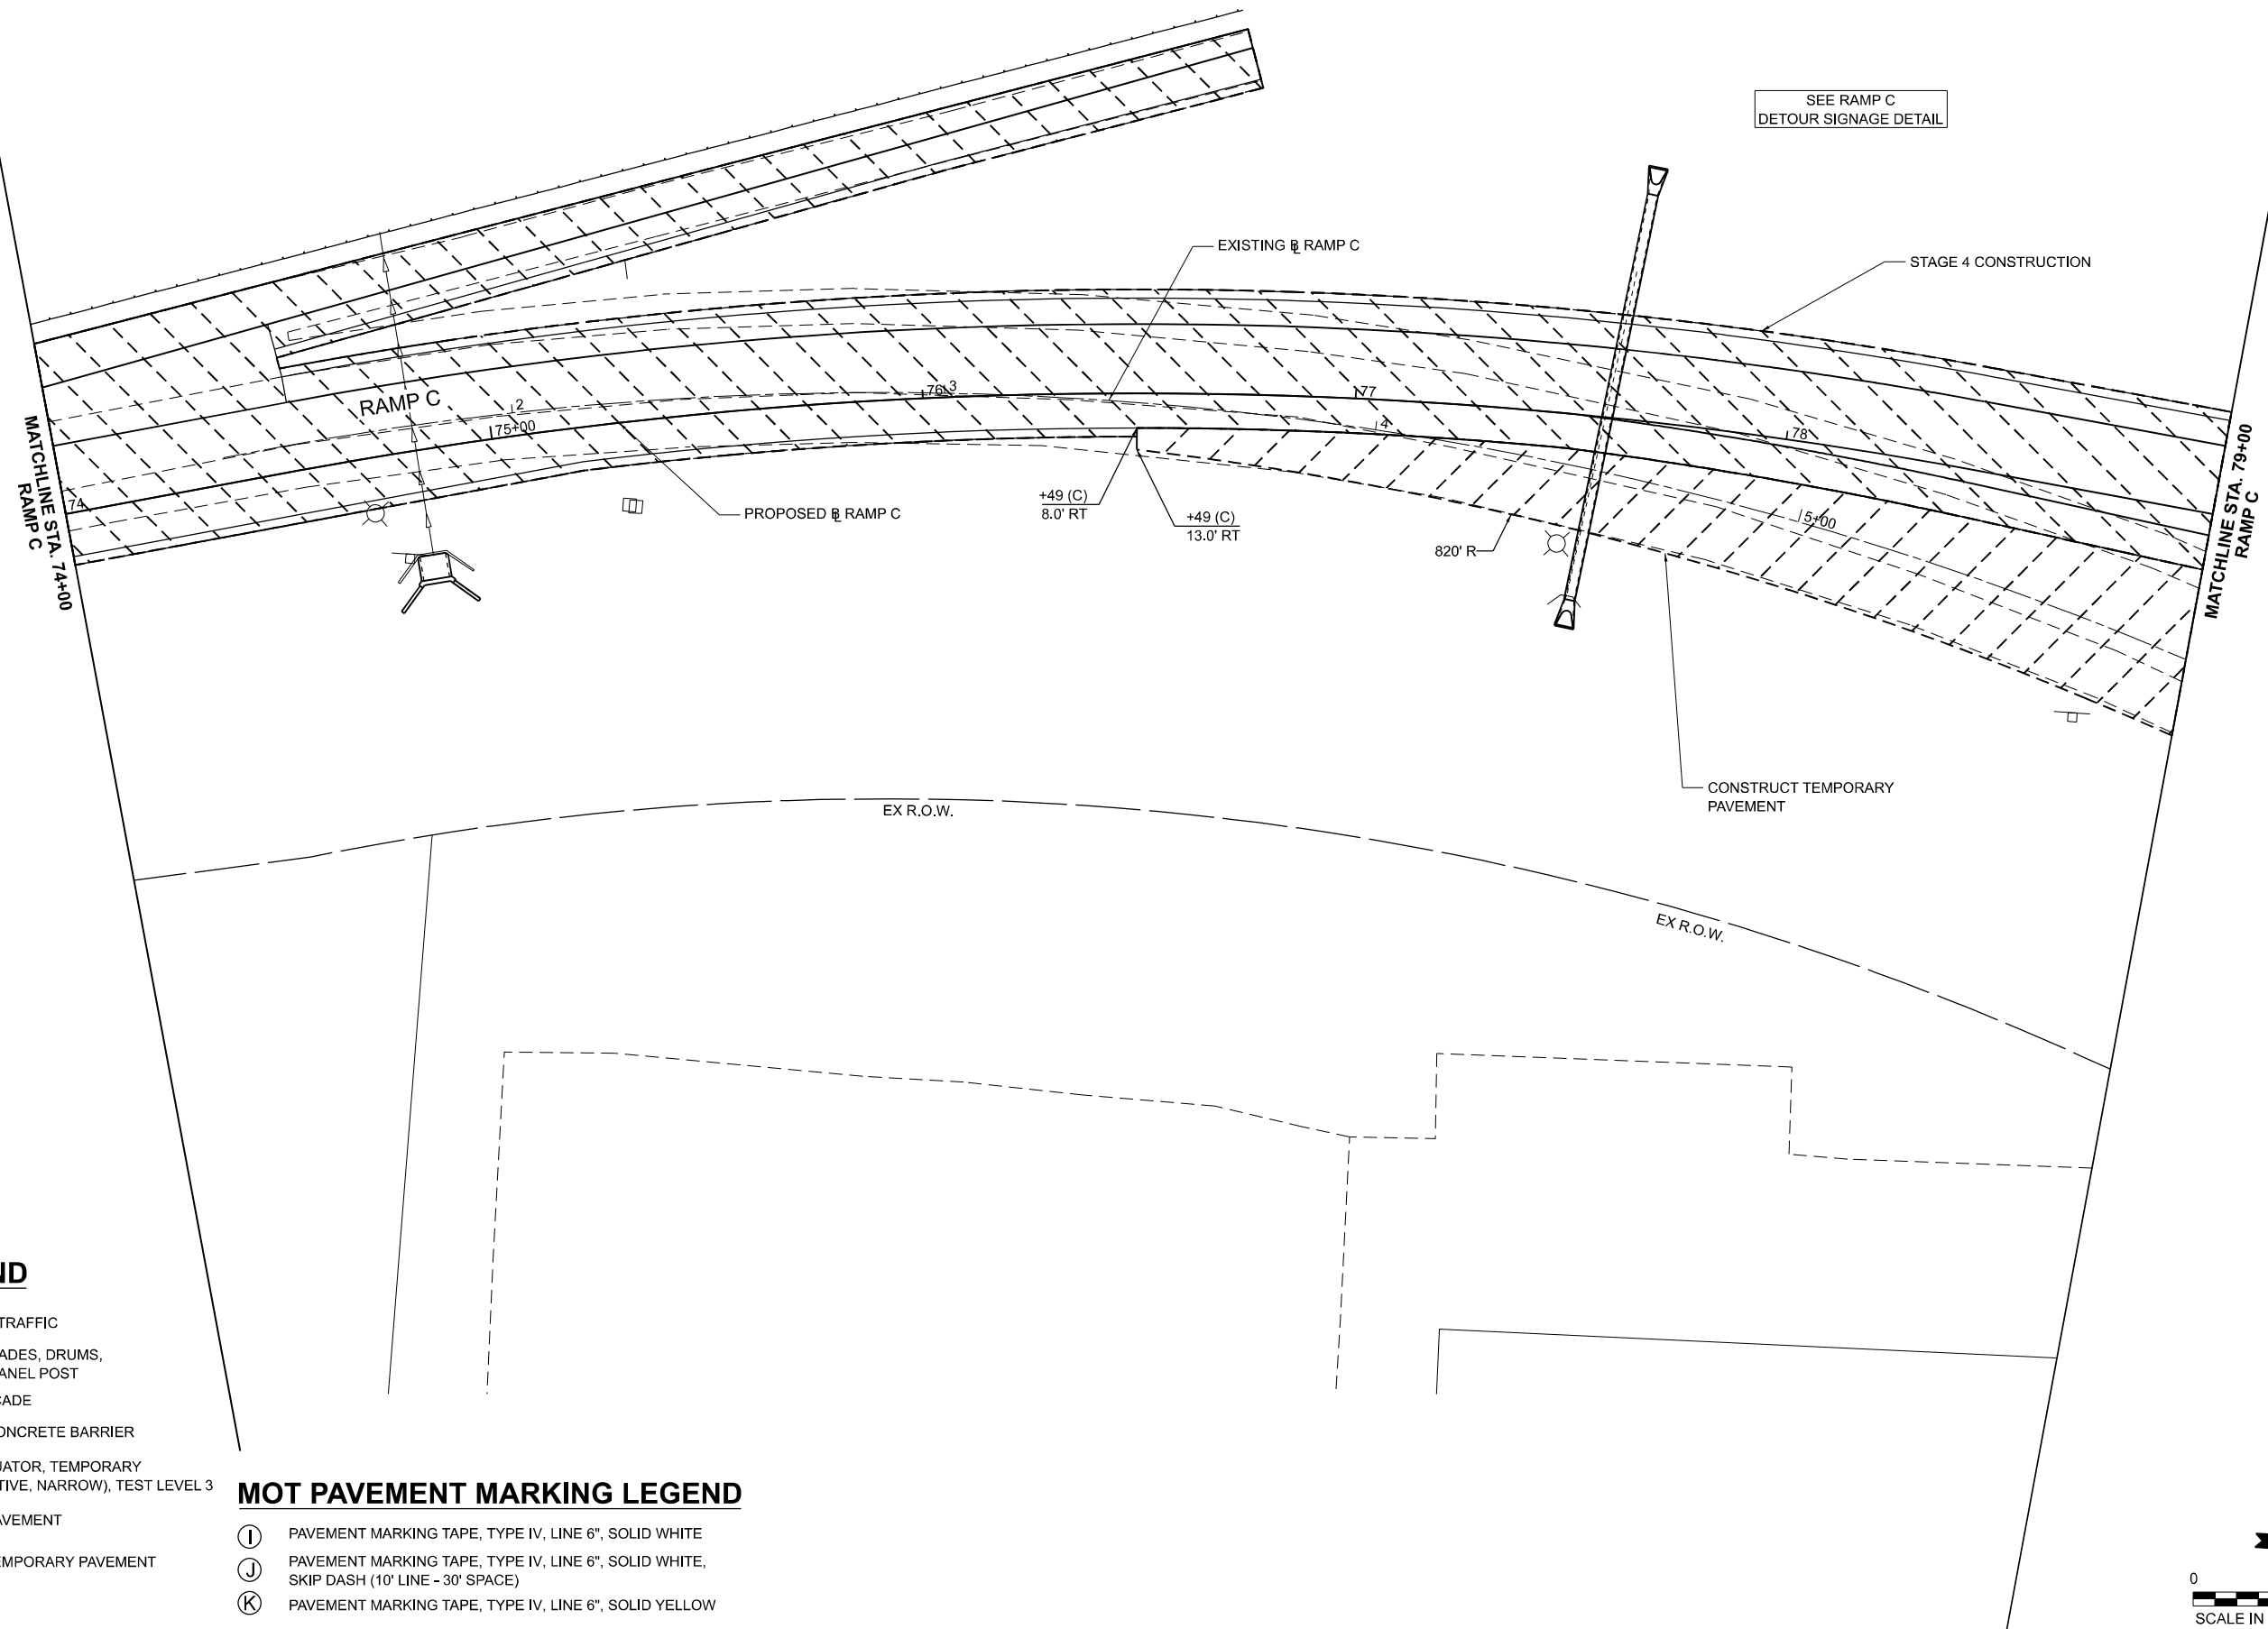 SEE RAMP C
DETOUR SIGNAGE DETAIL
EXISTING BL RAMP C
STAGE 4 CONSTRUCTION
RAMP C
2
75+00
76
3
77
4
78
5+00
74
MATCHLINE STA. 74+00
RAMP C
MATCHLINE STA. 79+00
RAMP C
PROPOSED BL RAMP C
+49 (C)
8.0' RT
+49 (C)
13.0' RT
820' R
CONSTRUCT TEMPORARY
PAVEMENT
EX R.O.W.
EX R.O.W.
ND
TRAFFIC
ADES, DRUMS,
ANEL POST
CADE
ONCRETE BARRIER
UATOR, TEMPORARY
TIVE, NARROW), TEST LEVEL 3
AVEMENT
EMPORARY PAVEMENT
MOT PAVEMENT MARKING LEGEND
I PAVEMENT MARKING TAPE, TYPE IV, LINE 6", SOLID WHITE
J PAVEMENT MARKING TAPE, TYPE IV, LINE 6", SOLID WHITE,
SKIP DASH (10' LINE - 30' SPACE)
K PAVEMENT MARKING TAPE, TYPE IV, LINE 6", SOLID YELLOW
0
SCALE IN